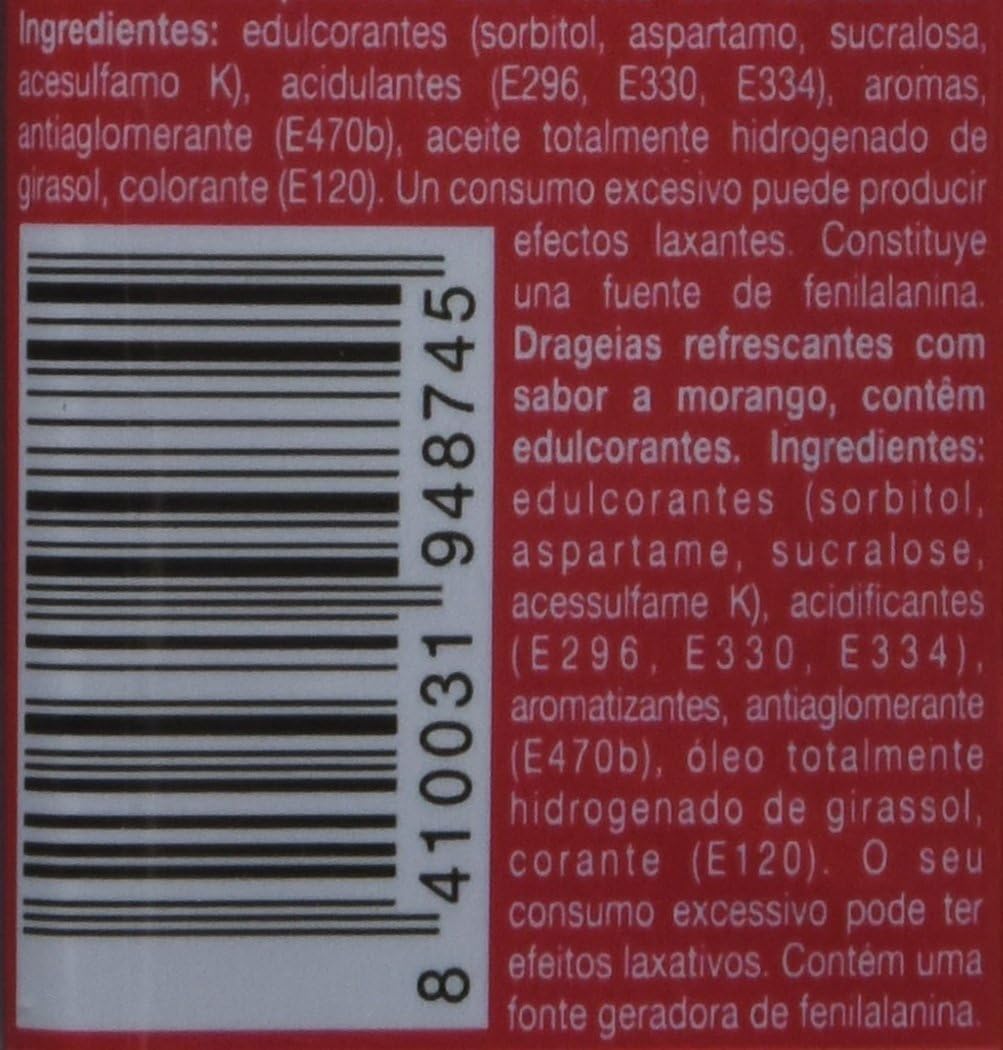 Ingredientes: edulcorantes (sorbitol, aspartamo, sucralosa,
acesulfamo K), acidulantes (E296, E330, E334), aromas,
antiaglomerante (E470b), aceite totalmente hidrogenado de
girasol, colorante (E120). Un consumo excesivo puede producir
efectos laxantes. Constituye
una fuente de fenilalanina.
Drageias refrescantes com
sabor a morango, contêm
edulcorantes. Ingredientes:
edulcorantes (sorbitol,
aspartame, sucralose,
acessulfame K), acidificantes
(E296, E330, E334),
aromatizantes, antiaglomerante
(E470b), óleo totalmente
hidrogenado de girassol,
corante (E120). O seu
consumo excessivo pode ter
efeitos laxativos. Contém uma
fonte geradora de fenilalanina.
8 410031 948745